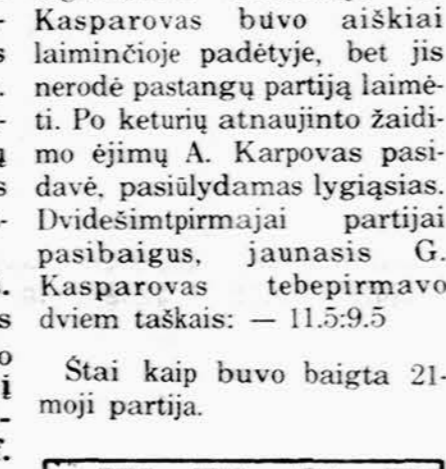 Kasparovas buvo aiškiai
laiminčioje padėtyje, bet jis
nerodė pastangų partiją laimė-
ti. Po keturių atnaujinto žaidi-
mo ėjimų A. Karpovas pasi-
davė, pasiūlydamas lygiąsias.
Dvidešimtpirmajai partijai
pasibaigus, jaunasis G.
Kasparovas tebepirmavo
dviem taškais: — 11.5:9.5
Štai kaip buvo baigta 21-
moji partija.